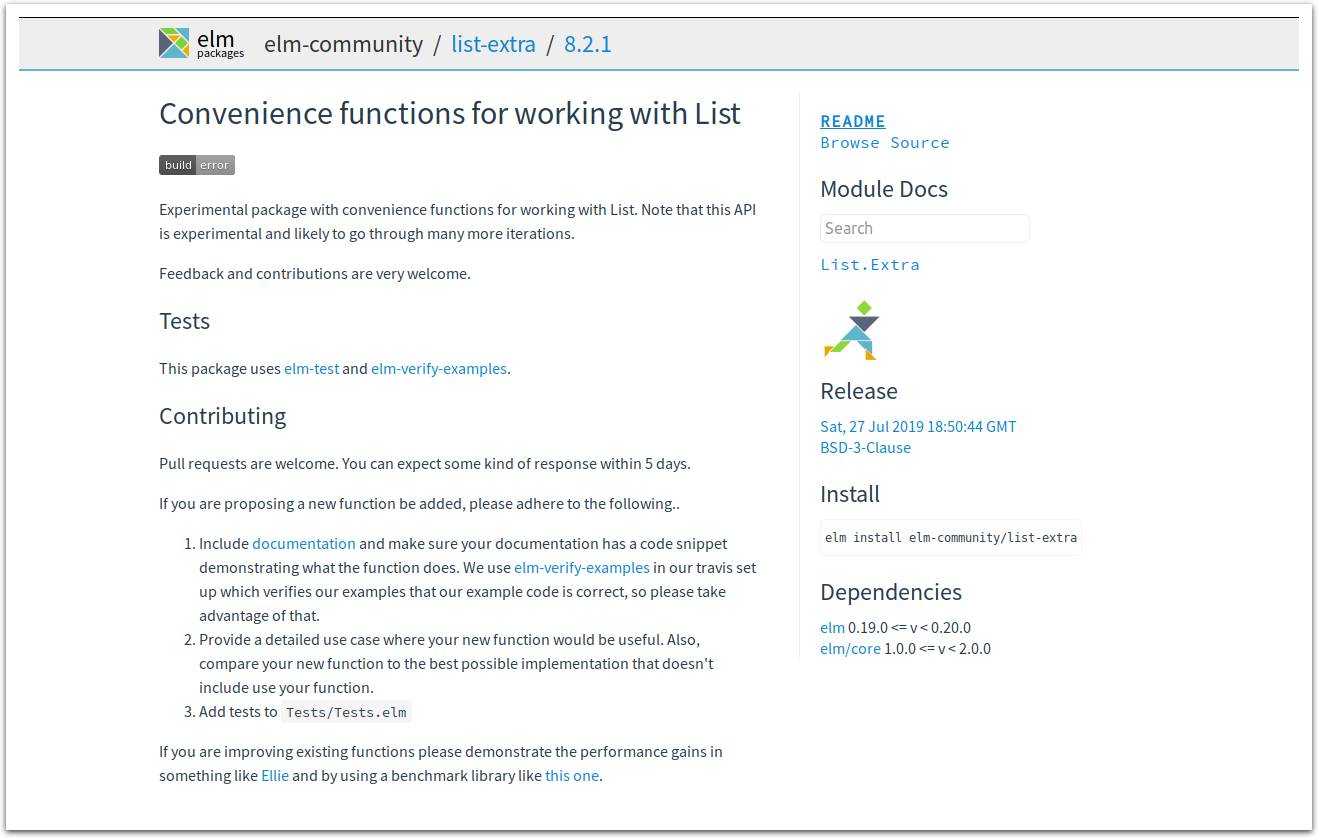 elm
packages
elm-community / list-extra / 8.2.1
Convenience functions for working with List
build error
Experimental package with convenience functions for working with List. Note that this API
is experimental and likely to go through many more iterations.
Feedback and contributions are very welcome.
Tests
This package uses elm-test and elm-verify-examples.
Contributing
Pull requests are welcome. You can expect some kind of response within 5 days.
If you are proposing a new function be added, please adhere to the following..
1. Include documentation and make sure your documentation has a code snippet
demonstrating what the function does. We use elm-verify-examples in our travis set
up which verifies our examples that our example code is correct, so please take
advantage of that.
2. Provide a detailed use case where your new function would be useful. Also,
compare your new function to the best possible implementation that doesn't
include use your function.
3. Add tests to Tests/Tests.elm
If you are improving existing functions please demonstrate the performance gains in
something like Ellie and by using a benchmark library like this one.
README
Browse Source
Module Docs
Search
List.Extra
Release
Sat, 27 Jul 2019 18:50:44 GMT
BSD-3-Clause
Install
elm install elm-community/list-extra
Dependencies
elm 0.19.0 <= v < 0.20.0
elm/core 1.0.0 <= v < 2.0.0